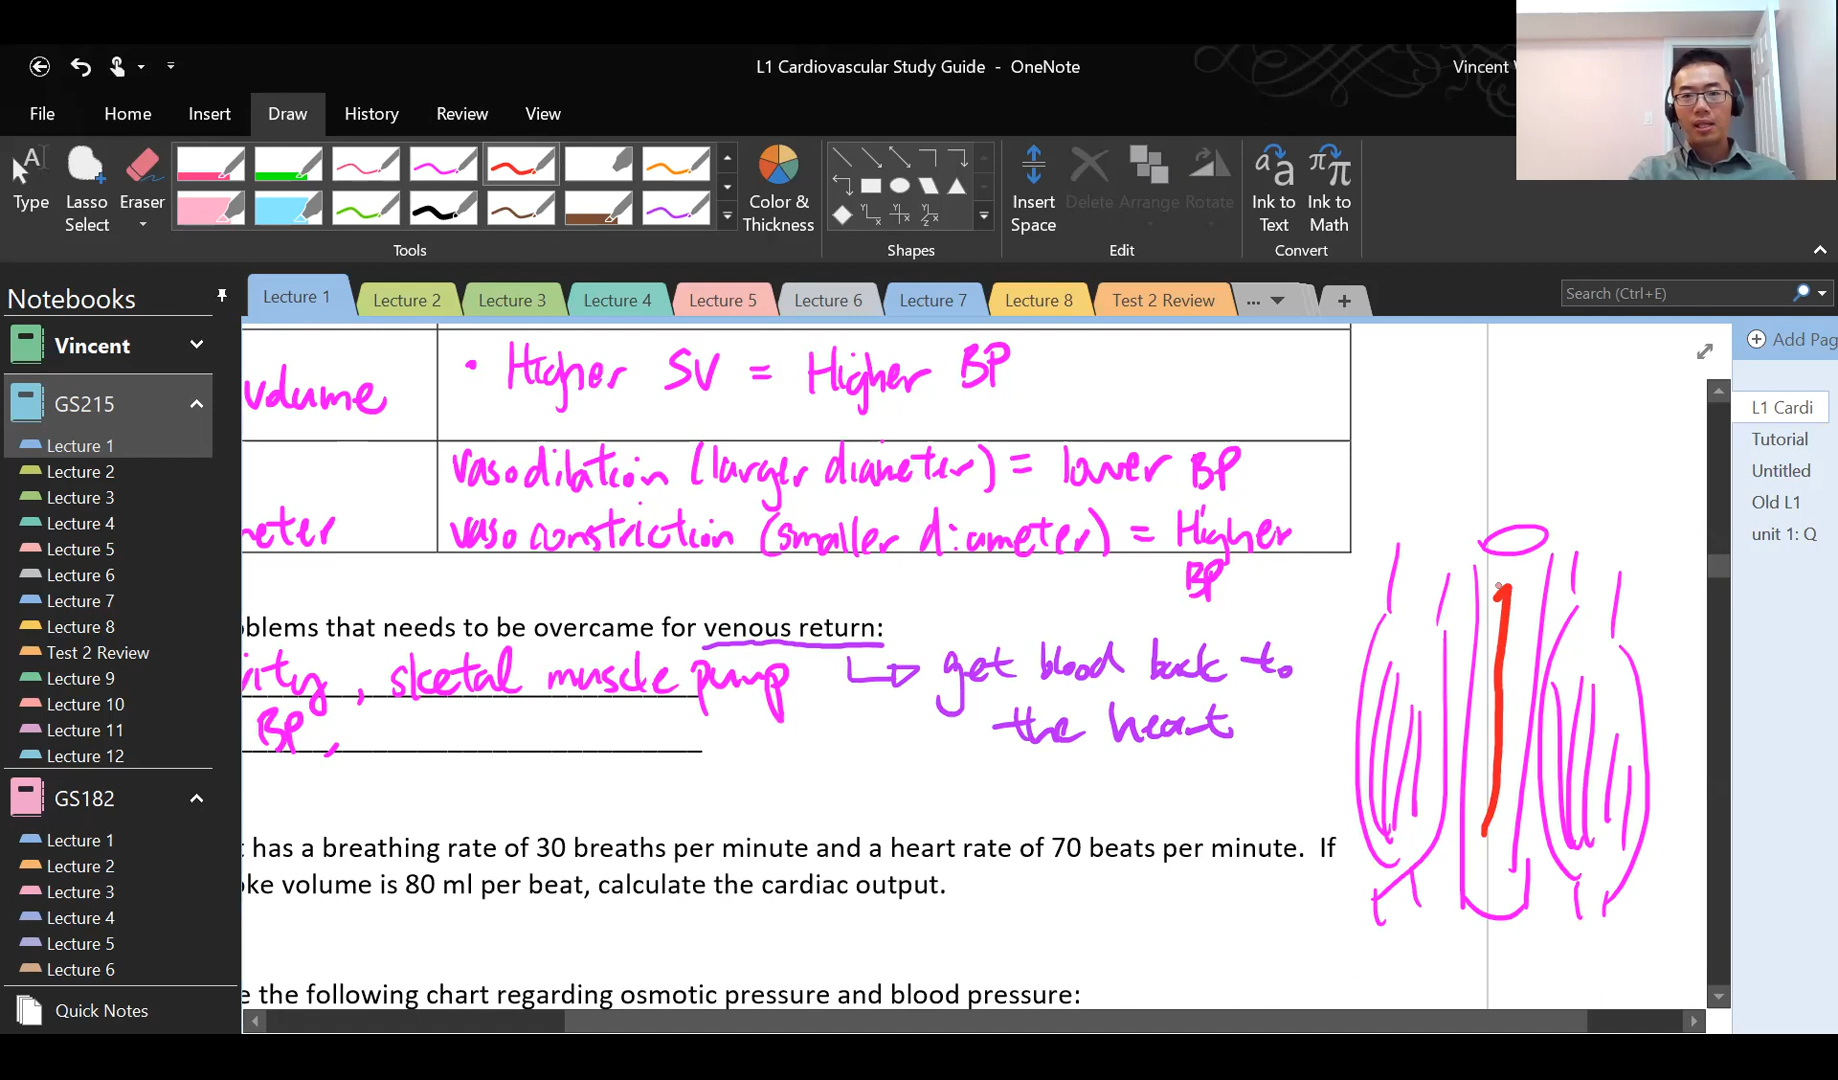 L1 Cardiovascular Study Guide - OneNote
Vincent
File
Home
Insert
Draw
History
Review
View
Type
Lasso Select
Eraser
Color & Thickness
Insert Space
Delete
Arrange
Rotate
Ink to Text
Ink to Math
Tools
Shapes
Edit
Convert
Notebooks
Lecture 1
Lecture 2
Lecture 3
Lecture 4
Lecture 5
Lecture 6
Lecture 7
Lecture 8
Test 2 Review
...
Search (Ctrl+E)
Vincent
GS215
Lecture 1
Lecture 2
Lecture 3
Lecture 4
Lecture 5
Lecture 6
Lecture 7
Lecture 8
Test 2 Review
Lecture 9
Lecture 10
Lecture 11
Lecture 12
GS182
Lecture 1
Lecture 2
Lecture 3
Lecture 4
Lecture 5
Lecture 6
Quick Notes
volume
• Higher SV = Higher BP
meter
vasodilation (larger diameter) = lower BP
vasoconstriction (smaller diameter) = Higher
BP
oblems that needs to be overcame for venous return:
vity, sketal muscle pump
BP,
get blood back to
the heart
t has a breathing rate of 30 breaths per minute and a heart rate of 70 beats per minute. If
oke volume is 80 ml per beat, calculate the cardiac output.
e the following chart regarding osmotic pressure and blood pressure:
Add Pag
L1 Cardi
Tutorial
Untitled
Old L1
unit 1: Q